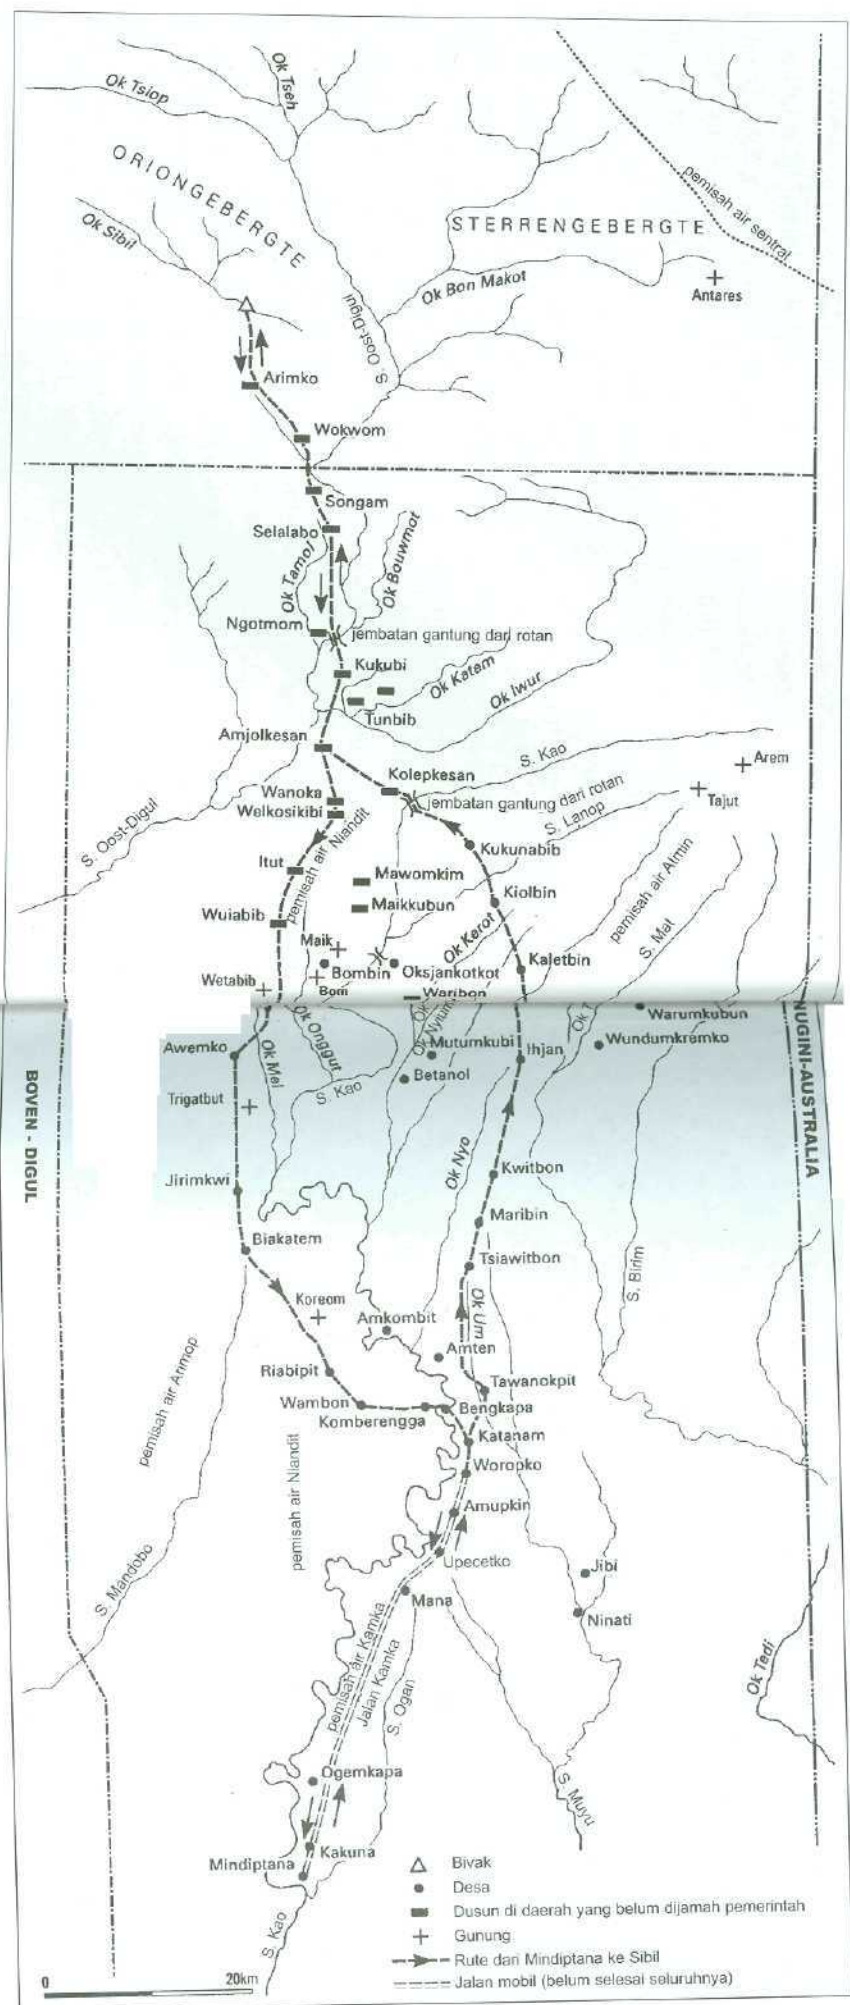 Ok Tseh
Ok Tsiop
ORIONGEBERGTE
pemisah air sentral
Ok Sibil
STERRENGEBERGTE
Ok Bon Makot
Antares
S. Oost-Digul
Arimko
Wokwom
Songam
Selalabo
Ok Tamol
Ok Bouwmot
Ngotmom
jembatan gantung dari rotan
Kukubi
Ok Katam
Ok Iwur
Tunbib
Amjolkesan
S. Kao
Arem
Kolepkesan
Wanoka
jembatan gantung dari rotan
Tajut
Welkosikibi
S. Lanop
S. Oost-Digul
pemisah air Niandit
Kukunabib
Itut
Mawomkim
Kiolbin
pemisah air Atmin
Wuiabib
Maikkubun
Maik
Ok Kerot
S. Mat
Kaletbin
Wetabib
Bombin
Oksjankotkot
Bom
Waribon
Warumkubun
NUGINI-AUSTRALIA
Ok Onggut
Awemko
Ok Mel
Mutumkubi
Ihjan
Wundumkremko
Betanol
BOVEN - DIGUL
Trigatbut
S. Kao
Ok Nyo
Jirimkwi
Kwitbon
Maribin
Biakatem
Tsiawitbon
S. Birim
Koreom
Ok Um
Amkombit
Amten
pemisah air Arimop
Riabipit
Tawanokpit
Wambon
Bengkapa
Komberengga
Katanam
pemisah air Niandit
Woropko
Amupkin
Upecetko
Jibi
S. Mandobo
Mana
Ninati
pemisah air Kamka
Jalan Kamka
S. Ogan
Ok Tedi
Ogemkapa
S. Muyu
Kakuna
Mindiptana
S. Kao
Bivak
Desa
Dusun di daerah yang belum dijamah pemerintah
Gunung
Rute dari Mindiptana ke Sibil
Jalan mobil (belum selesai seluruhnya)
0 20km